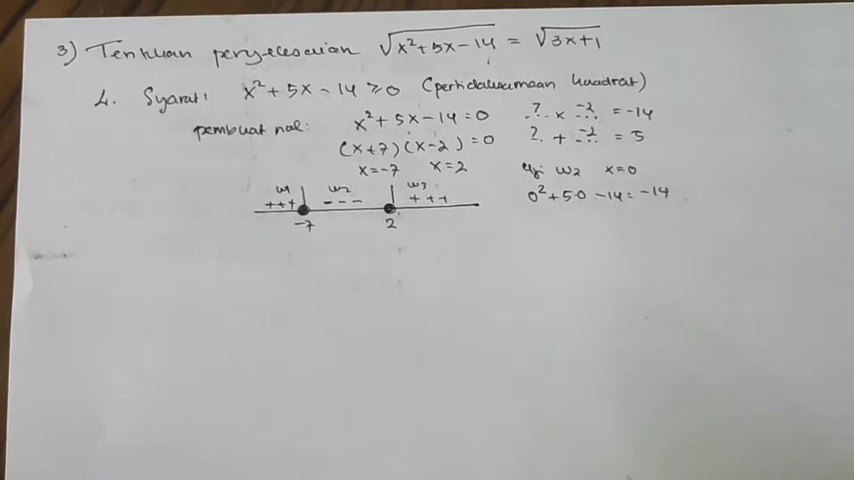 3) Tentukan penyelesaian √(x²+5x-14) = √(3x+1)
L. Syarat: x²+5x-14 ≥ 0 (pertidaksamaan kuadrat)
pembuat nol: x²+5x-14=0
(x+7)(x-2)=0
x=-7 x=2
7 × -2 = -14
7 + -2 = 5
Uji W2 x=0
0²+5·0-14=-14
W1 W2 W3
+++ --- +++
-7 2